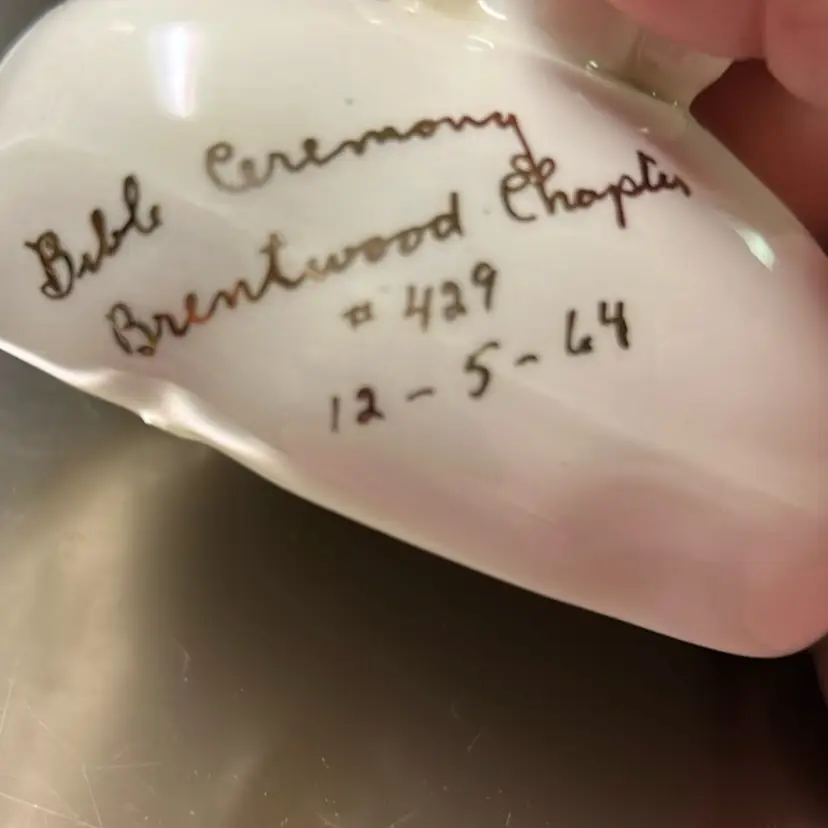 Bible Ceremony
Brentwood Chapter
# 429
12 - 5 - 64